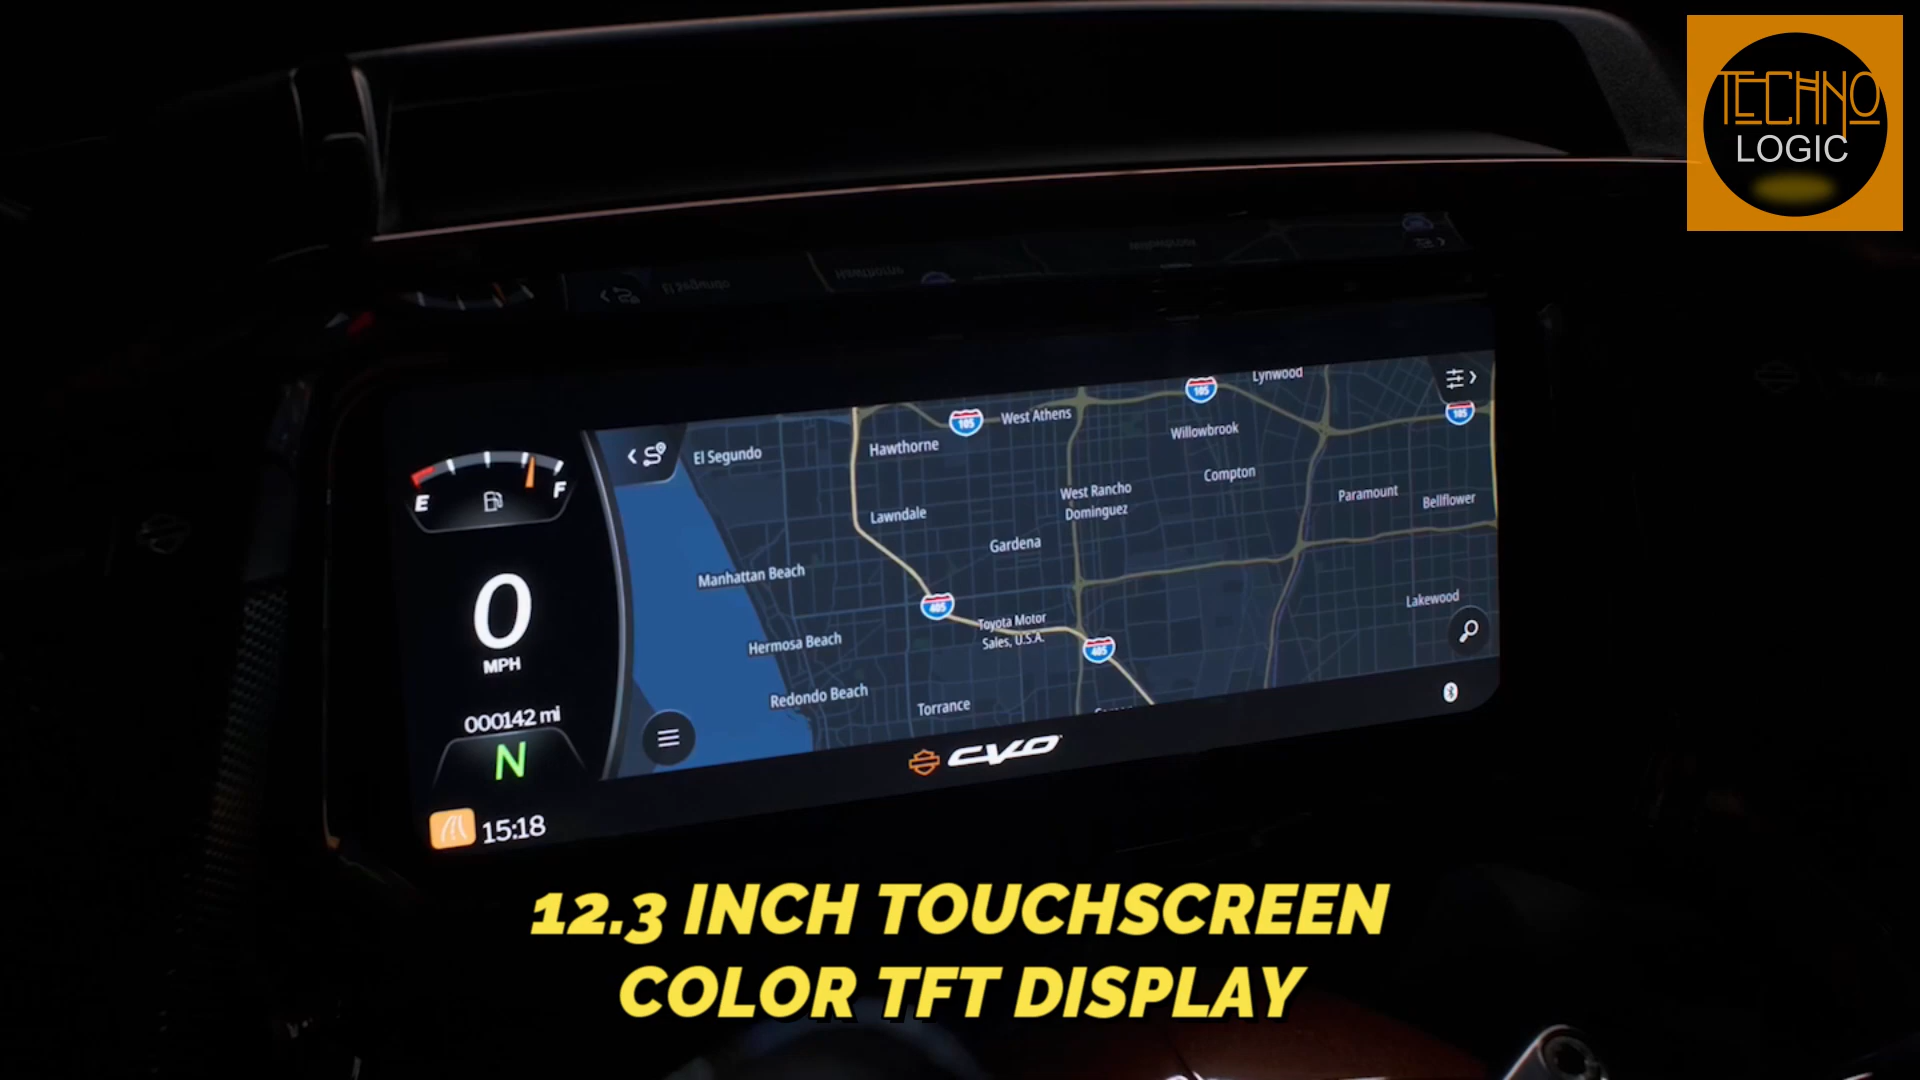 TECHNO
LOGIC
105
Lynwood
105
West Athens
105
Willowbrook
El Segundo
Hawthorne
Compton
E
F
West Rancho
Dominguez
Paramount
Bellflower
Lawndale
Gardena
Manhattan Beach
0
MPH
405
Toyota Motor
Sales, U.S.A.
Lakewood
Hermosa Beach
405
Redondo Beach
Torrance
000142 mi
N
CVO
15:18
12.3 INCH TOUCHSCREEN
COLOR TFT DISPLAY